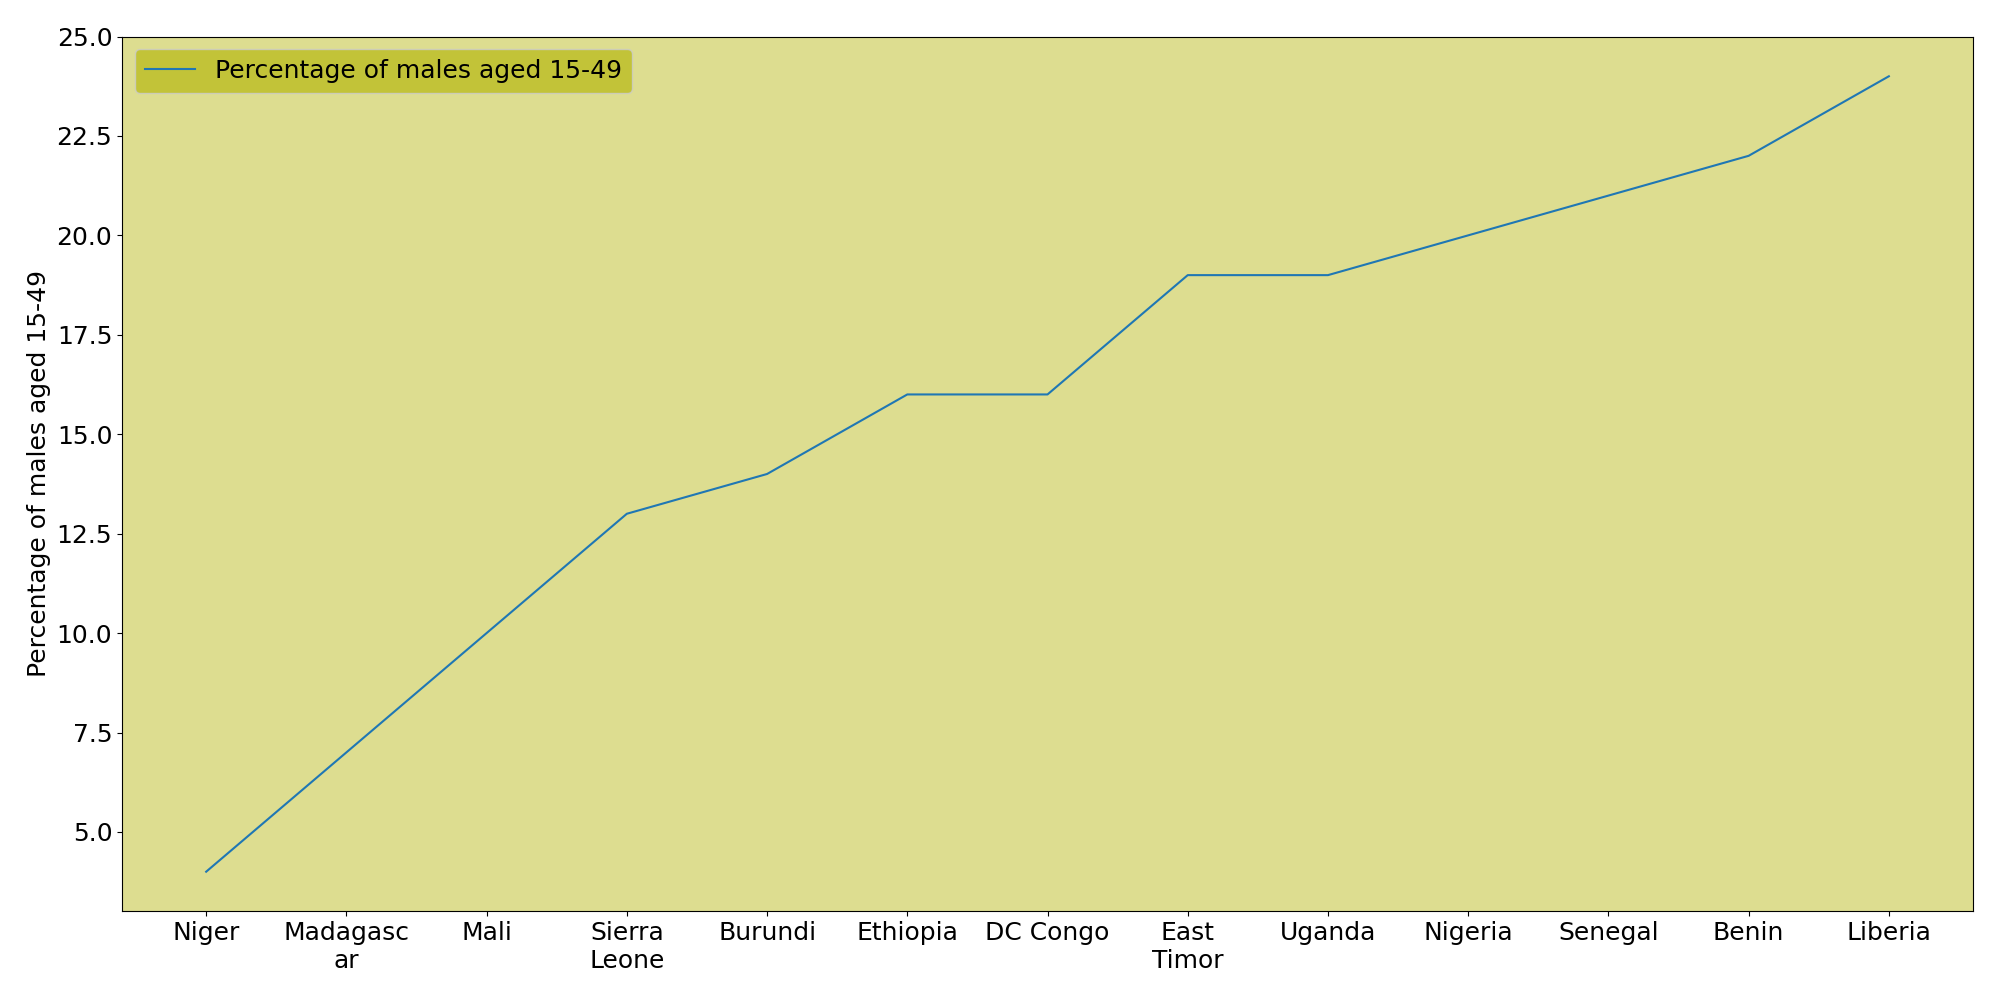 Percentage of males aged 15-49
25.0
22.5
20.0
17.5
15.0
12.5
10.0
7.5
5.0
Percentage of males aged 15-49
Niger
Madagasc
ar
Mali
Sierra
Leone
Burundi
Ethiopia
DC Congo
East
Timor
Uganda
Nigeria
Senegal
Benin
Liberia